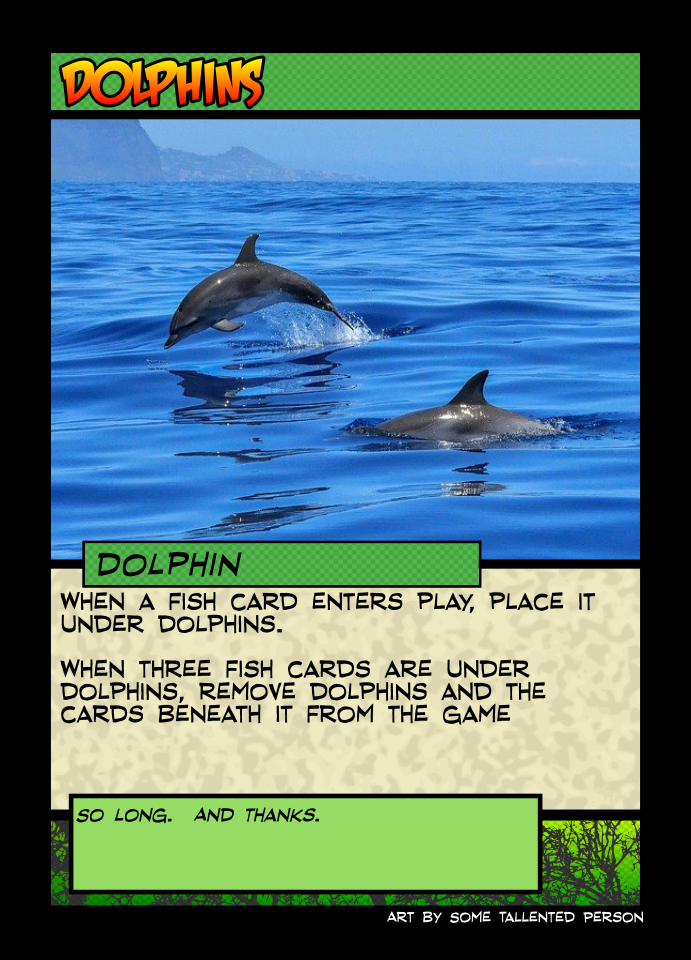 DOLPHINS
DOLPHIN
WHEN A FISH CARD ENTERS PLAY, PLACE IT
UNDER DOLPHINS.
WHEN THREE FISH CARDS ARE UNDER
DOLPHINS, REMOVE DOLPHINS AND THE
CARDS BENEATH IT FROM THE GAME
SO LONG. AND THANKS.
ART BY SOME TALLENTED PERSON